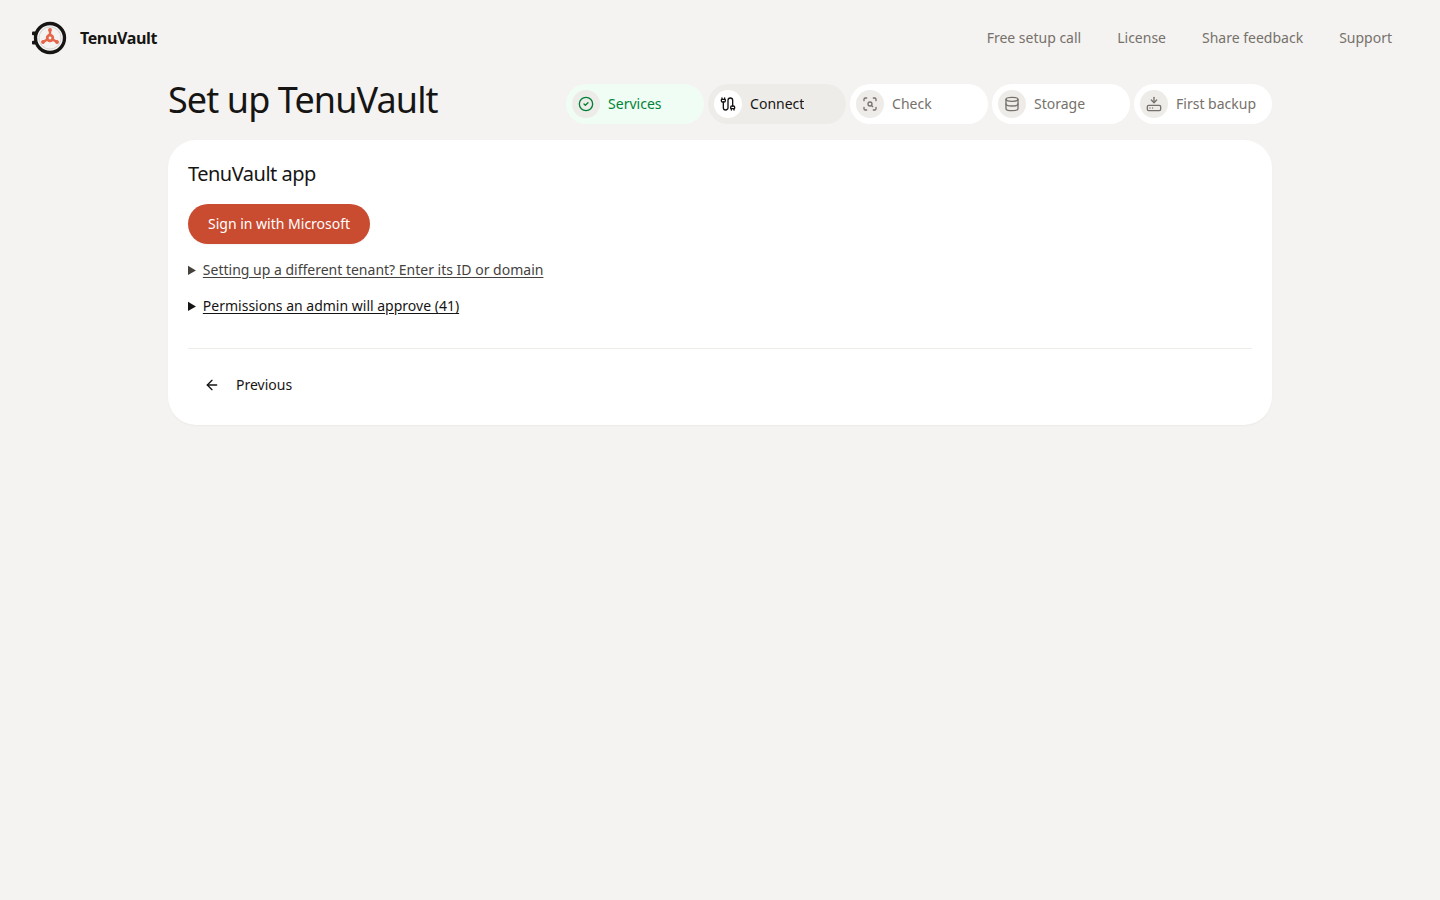 TenuVault
Free setup call
License
Share feedback
Support
Set up TenuVault
Services
Connect
Check
Storage
First backup
TenuVault app
Sign in with Microsoft
Setting up a different tenant? Enter its ID or domain
Permissions an admin will approve (41)
Previous